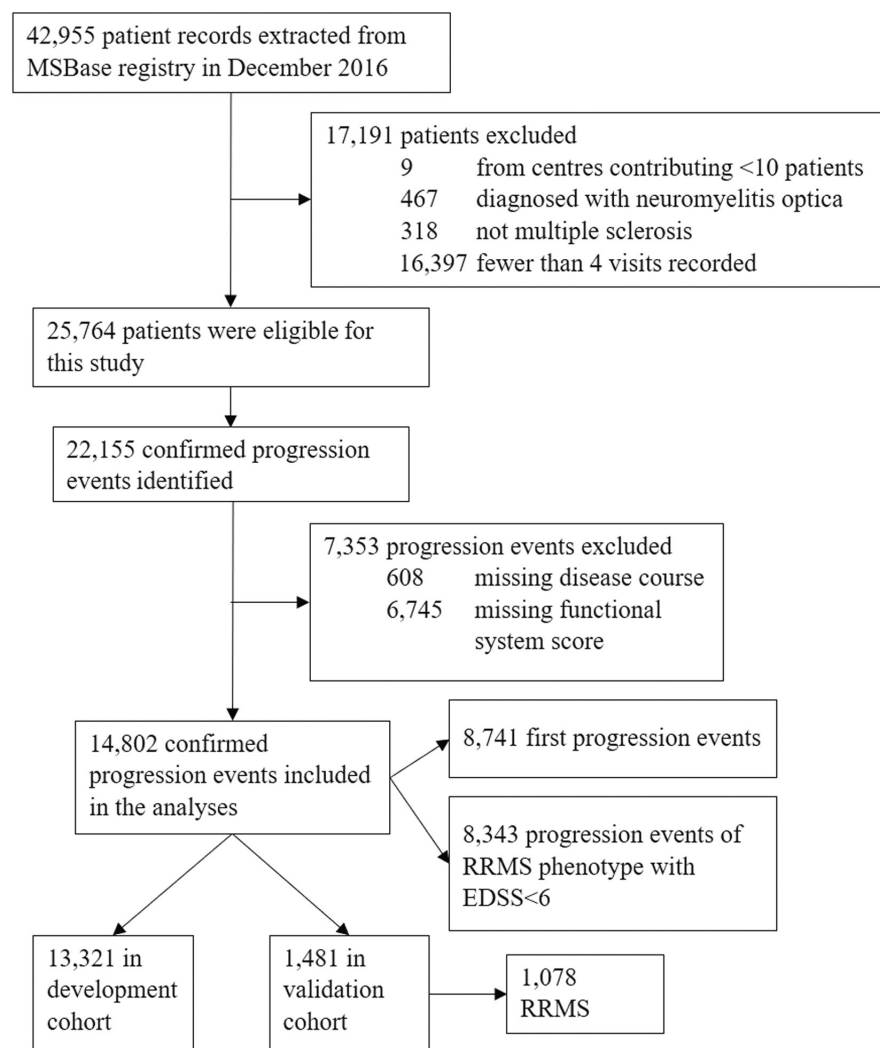 42,955 patient records extracted from
MSBase registry in December 2016
17,191 patients excluded
9 from centres contributing <10 patients
467 diagnosed with neuromyelitis optica
318 not multiple sclerosis
16,397 fewer than 4 visits recorded
25,764 patients were eligible for
this study
22,155 confirmed progression
events identified
7,353 progression events excluded
608 missing disease course
6,745 missing functional
system score
14,802 confirmed
progression events included
in the analyses
8,741 first progression events
8,343 progression events of
RRMS phenotype with
EDSS<6
13,321 in
development
cohort
1,481 in
validation
cohort
1,078
RRMS